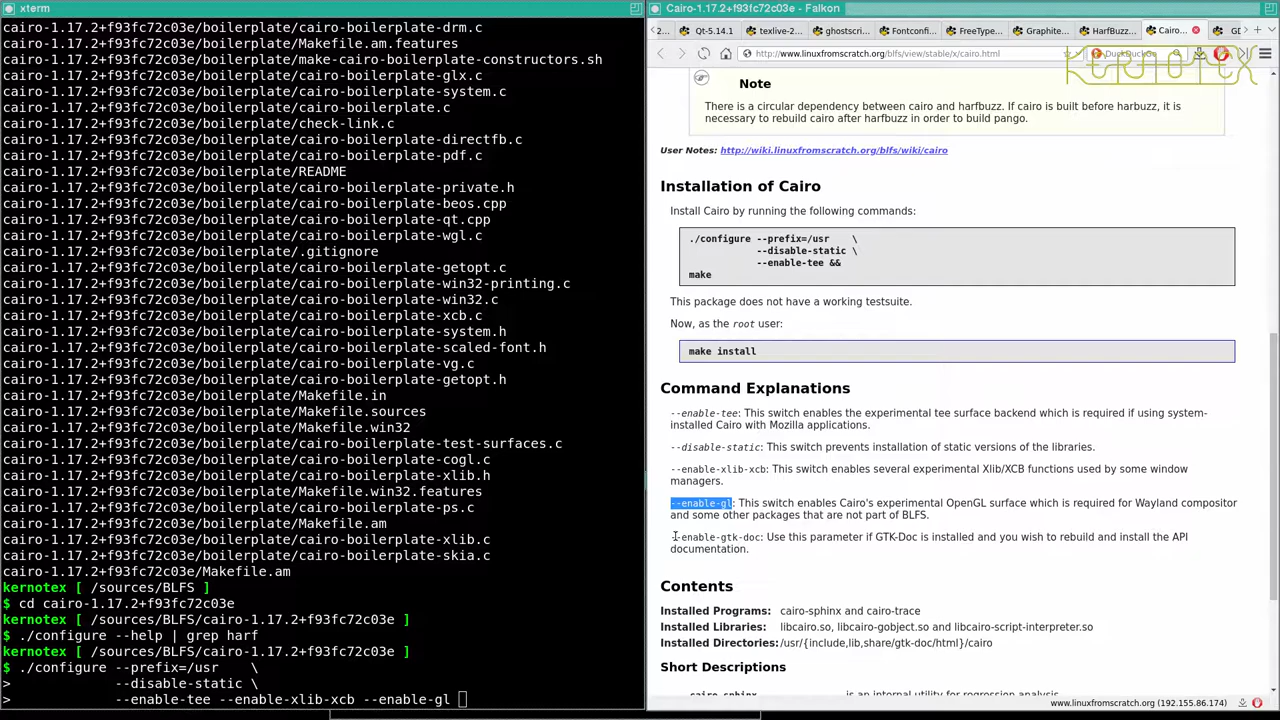 xterm
cairo-1.17.2+f93fc72c03e/boilerplate/cairo-boilerplate-drm.c
cairo-1.17.2+f93fc72c03e/boilerplate/Makefile.am.features
cairo-1.17.2+f93fc72c03e/boilerplate/make-cairo-boilerplate-constructors.sh
cairo-1.17.2+f93fc72c03e/boilerplate/cairo-boilerplate-glx.c
cairo-1.17.2+f93fc72c03e/boilerplate/cairo-boilerplate-system.c
cairo-1.17.2+f93fc72c03e/boilerplate/cairo-boilerplate.c
cairo-1.17.2+f93fc72c03e/boilerplate/check-link.c
cairo-1.17.2+f93fc72c03e/boilerplate/cairo-boilerplate-directfb.c
cairo-1.17.2+f93fc72c03e/boilerplate/cairo-boilerplate-pdf.c
cairo-1.17.2+f93fc72c03e/boilerplate/README
cairo-1.17.2+f93fc72c03e/boilerplate/cairo-boilerplate-private.h
cairo-1.17.2+f93fc72c03e/boilerplate/cairo-boilerplate-beos.cpp
cairo-1.17.2+f93fc72c03e/boilerplate/cairo-boilerplate-qt.cpp
cairo-1.17.2+f93fc72c03e/boilerplate/cairo-boilerplate-wgl.c
cairo-1.17.2+f93fc72c03e/boilerplate/.gitignore
cairo-1.17.2+f93fc72c03e/boilerplate/cairo-boilerplate-getopt.c
cairo-1.17.2+f93fc72c03e/boilerplate/cairo-boilerplate-win32-printing.c
cairo-1.17.2+f93fc72c03e/boilerplate/cairo-boilerplate-win32.c
cairo-1.17.2+f93fc72c03e/boilerplate/cairo-boilerplate-xcb.c
cairo-1.17.2+f93fc72c03e/boilerplate/cairo-boilerplate-system.h
cairo-1.17.2+f93fc72c03e/boilerplate/cairo-boilerplate-scaled-font.h
cairo-1.17.2+f93fc72c03e/boilerplate/cairo-boilerplate-vg.c
cairo-1.17.2+f93fc72c03e/boilerplate/cairo-boilerplate-getopt.h
cairo-1.17.2+f93fc72c03e/boilerplate/Makefile.in
cairo-1.17.2+f93fc72c03e/boilerplate/Makefile.sources
cairo-1.17.2+f93fc72c03e/boilerplate/Makefile.win32
cairo-1.17.2+f93fc72c03e/boilerplate/cairo-boilerplate-test-surfaces.c
cairo-1.17.2+f93fc72c03e/boilerplate/cairo-boilerplate-cogl.c
cairo-1.17.2+f93fc72c03e/boilerplate/cairo-boilerplate-xlib.h
cairo-1.17.2+f93fc72c03e/boilerplate/Makefile.win32.features
cairo-1.17.2+f93fc72c03e/boilerplate/cairo-boilerplate-ps.c
cairo-1.17.2+f93fc72c03e/boilerplate/Makefile.am
cairo-1.17.2+f93fc72c03e/boilerplate/cairo-boilerplate-xlib.c
cairo-1.17.2+f93fc72c03e/boilerplate/cairo-boilerplate-skia.c
cairo-1.17.2+f93fc72c03e/Makefile.am
kernotex [ /sources/BLFS ]
$ cd cairo-1.17.2+f93fc72c03e
kernotex [ /sources/BLFS/cairo-1.17.2+f93fc72c03e ]
$ ./configure --help | grep harf
kernotex [ /sources/BLFS/cairo-1.17.2+f93fc72c03e ]
$ ./configure --prefix=/usr    \
>             --disable-static \
>             --enable-tee --enable-xlib-xcb --enable-gl
Cairo-1.17.2+f93fc72c03e - Falkon
2... Qt-5.14.1 texlive-2... ghostscri... Fontconfi... FreeType... Graphite... HarfBuzz... Cairo... GD
http://www.linuxfromscratch.org/blfs/view/stable/x/cairo.html DuckDuckGo
KERNOTEX
Note
There is a circular dependency between cairo and harfbuzz. If cairo is built before harbuzz, it is
necessary to rebuild cairo after harfbuzz in order to build pango.
User Notes: http://wiki.linuxfromscratch.org/blfs/wiki/cairo
Installation of Cairo
Install Cairo by running the following commands:
./configure --prefix=/usr    \
            --disable-static \
            --enable-tee &&
make
This package does not have a working testsuite.
Now, as the root user:
make install
Command Explanations
--enable-tee: This switch enables the experimental tee surface backend which is required if using system-
installed Cairo with Mozilla applications.
--disable-static: This switch prevents installation of static versions of the libraries.
--enable-xlib-xcb: This switch enables several experimental Xlib/XCB functions used by some window
managers.
--enable-gl: This switch enables Cairo's experimental OpenGL surface which is required for Wayland compositor
and some other packages that are not part of BLFS.
--enable-gtk-doc: Use this parameter if GTK-Doc is installed and you wish to rebuild and install the API
documentation.
Contents
Installed Programs: cairo-sphinx and cairo-trace
Installed Libraries: libcairo.so, libcairo-gobject.so and libcairo-script-interpreter.so
Installed Directories: /usr/{include,lib,share/gtk-doc/html}/cairo
Short Descriptions
cairo-sphinx is an internal utility for regression analysis
www.linuxfromscratch.org (192.155.86.174)